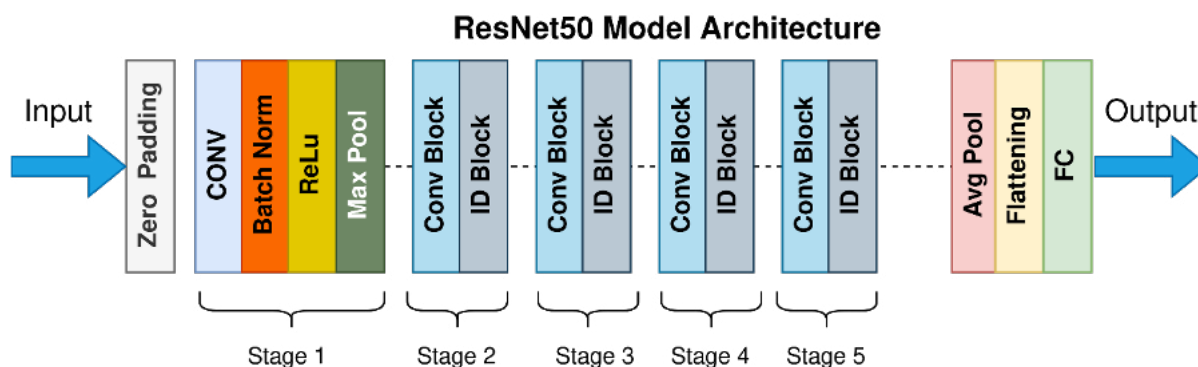 ResNet50 Model Architecture
Input
Zero Padding
CONV
Batch Norm
ReLu
Max Pool
Conv Block
ID Block
Conv Block
ID Block
Conv Block
ID Block
Conv Block
ID Block
Avg Pool
Flattening
FC
Output
Stage 1
Stage 2
Stage 3
Stage 4
Stage 5